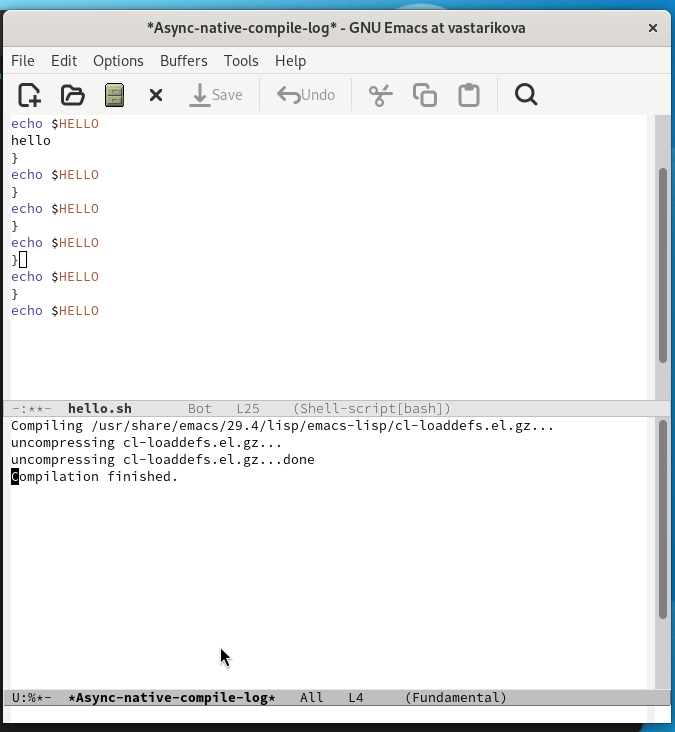 *Async-native-compile-log* - GNU Emacs at vastarikova
File Edit Options Buffers Tools Help
Save Undo
echo $HELLO
hello
}
echo $HELLO
}
echo $HELLO
}
echo $HELLO
}
echo $HELLO
}
echo $HELLO
-:**- hello.sh Bot L25 (Shell-script[bash])
Compiling /usr/share/emacs/29.4/lisp/emacs-lisp/cl-loaddefs.el.gz...
uncompressing cl-loaddefs.el.gz...
uncompressing cl-loaddefs.el.gz...done
Compilation finished.
U:%*- *Async-native-compile-log* All L4 (Fundamental)